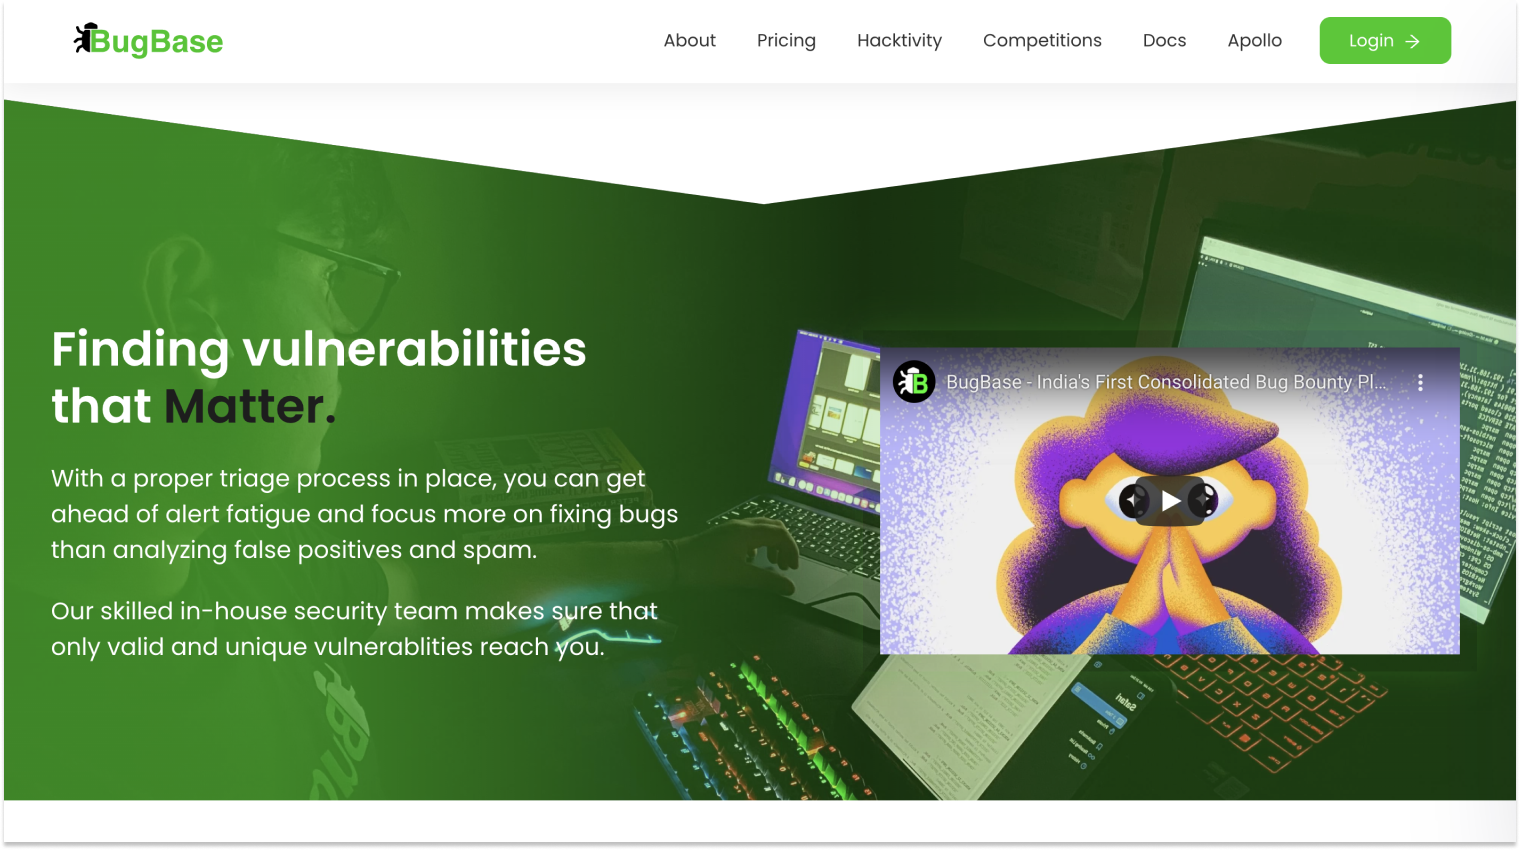 BugBase
About Pricing Hacktivity Competitions Docs Apollo Login
Finding vulnerabilities
that Matter.
With a proper triage process in place, you can get
ahead of alert fatigue and focus more on fixing bugs
than analyzing false positives and spam.
Our skilled in-house security team makes sure that
only valid and unique vulnerablities reach you.
B BugBase - India's First Consolidated Bug Bounty Pl...